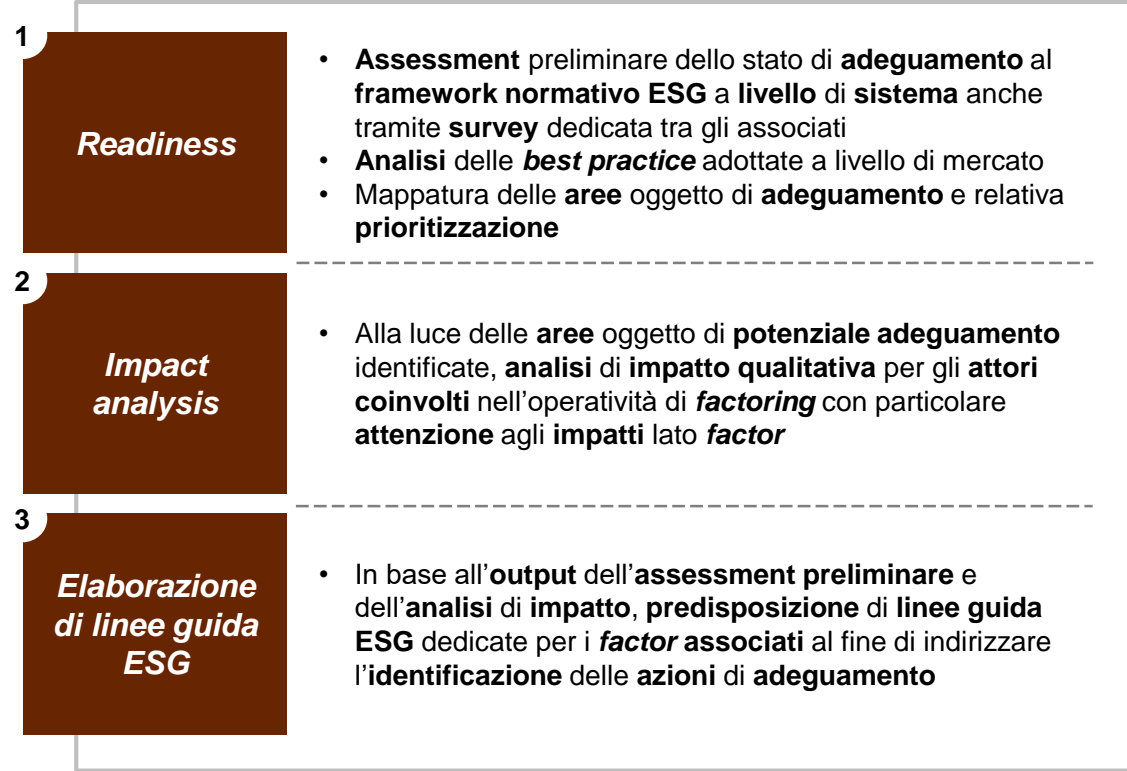 1
Readiness
• Assessment preliminare dello stato di adeguamento al
framework normativo ESG a livello di sistema anche
tramite survey dedicata tra gli associati
• Analisi delle best practice adottate a livello di mercato
• Mappatura delle aree oggetto di adeguamento e relativa
prioritizzazione
2
Impact
analysis
• Alla luce delle aree oggetto di potenziale adeguamento
identificate, analisi di impatto qualitativa per gli attori
coinvolti nell’operatività di factoring con particolare
attenzione agli impatti lato factor
3
Elaborazione
di linee guida
ESG
• In base all’output dell’assessment preliminare e
dell’analisi di impatto, predisposizione di linee guida
ESG dedicate per i factor associati al fine di indirizzare
l’identificazione delle azioni di adeguamento